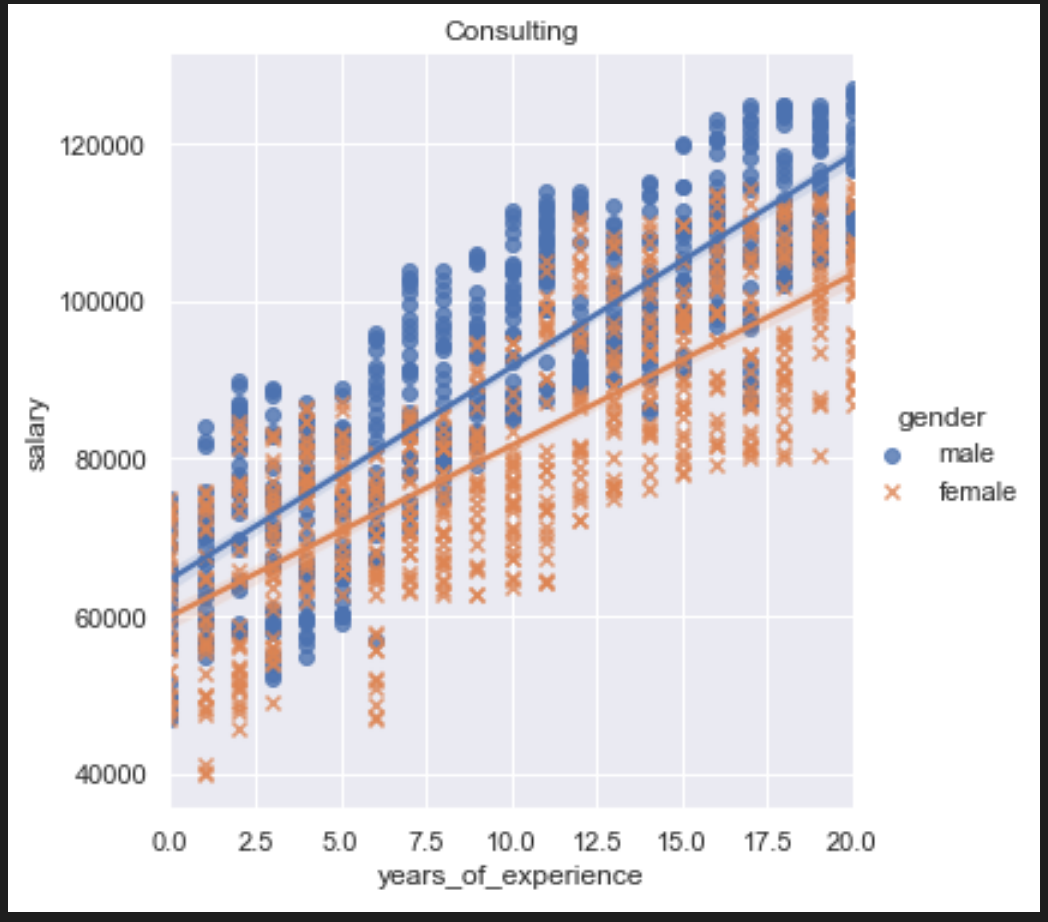 Consulting
120000
100000
80000
60000
40000
salary
0.0 2.5 5.0 7.5 10.0 12.5 15.0 17.5 20.0
years_of_experience
gender
male
female